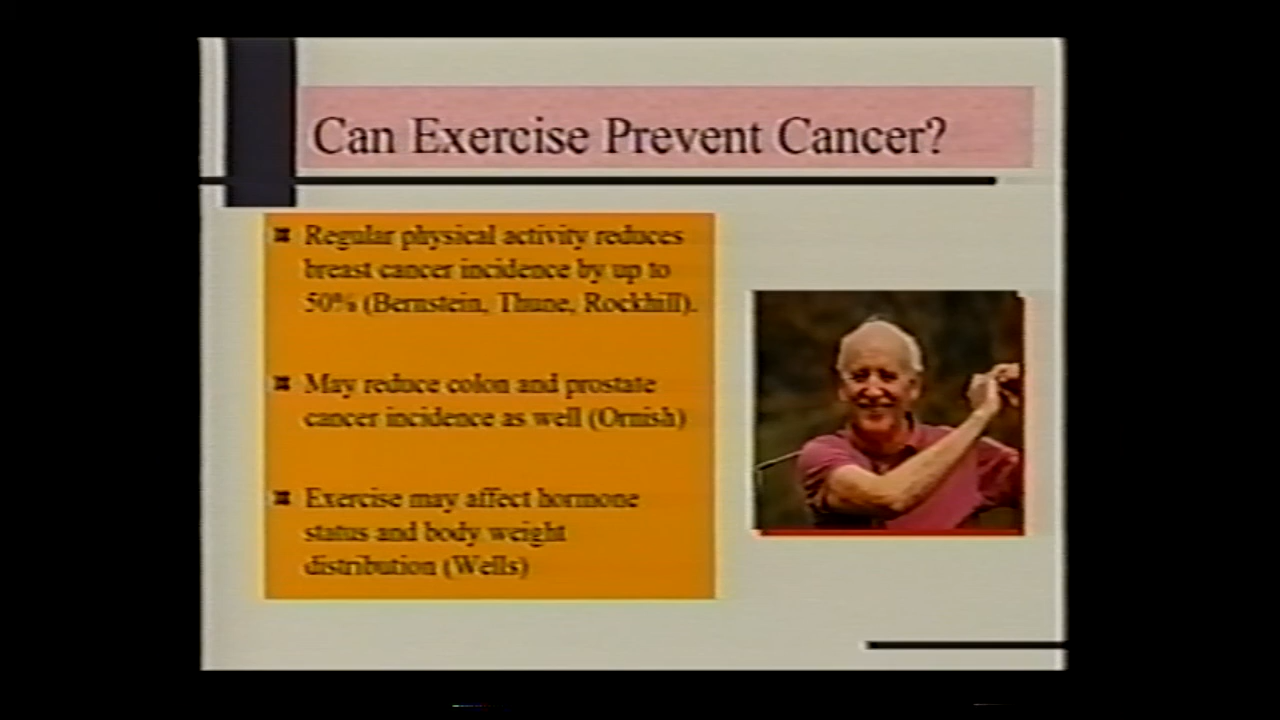 Can Exercise Prevent Cancer?
Regular physical activity reduces
breast cancer incidence by up to
50% (Bernstein, Thune, Rockhill).
May reduce colon and prostate
cancer incidence as well (Ornish)
Exercise may affect hormone
status and body weight
distribution (Wells)